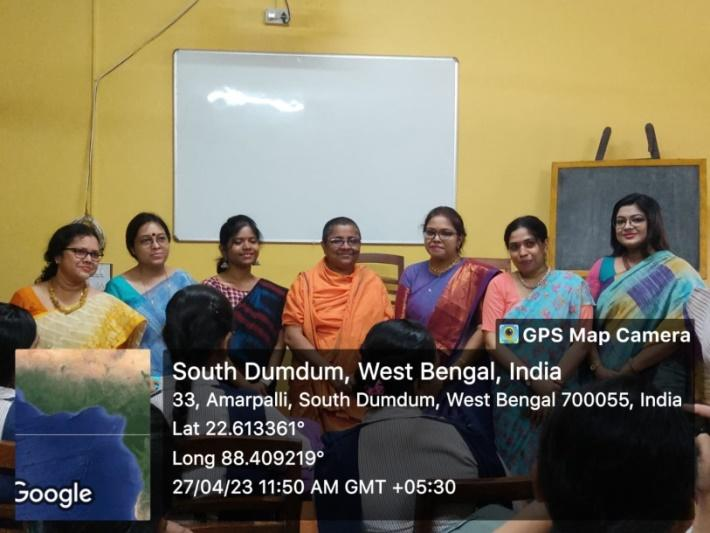 GPS Map Camera
South Dumdum, West Bengal, India
33, Amarpalli, South Dumdum, West Bengal 700055, India
Lat 22.613361°
Long 88.409219°
27/04/23 11:50 AM GMT +05:30
Google